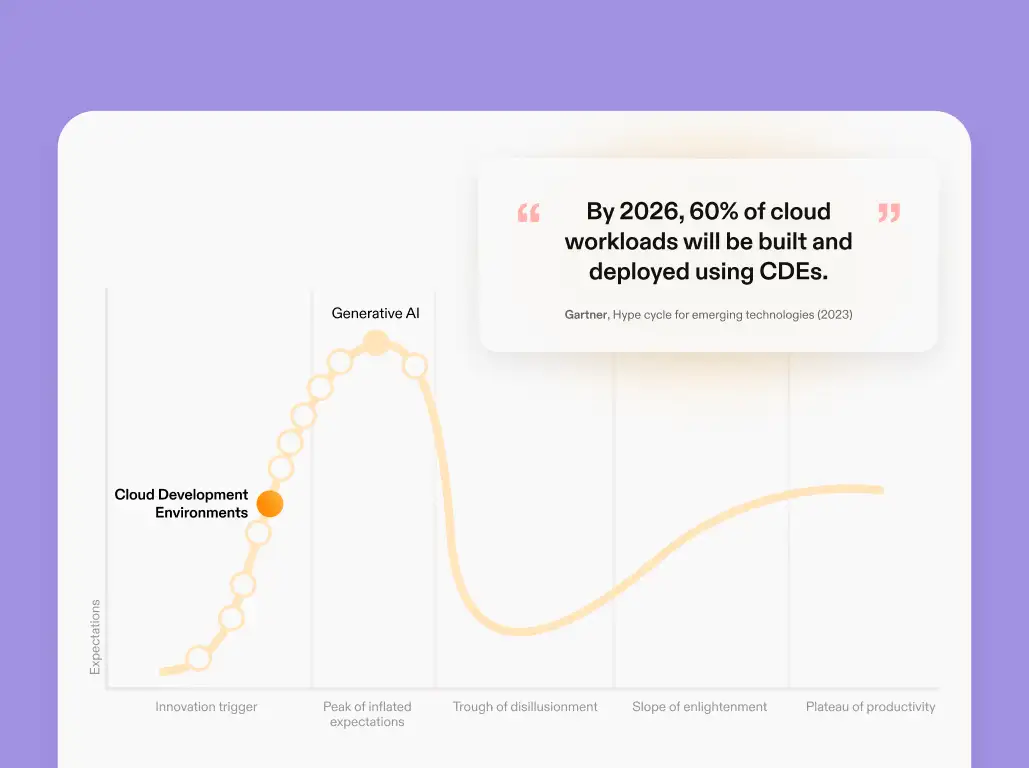 “ By 2026, 60% of cloud ”
workloads will be built and
deployed using CDEs.
Gartner, Hype cycle for emerging technologies (2023)
Generative AI
Cloud Development
Environments
Expectations
Innovation trigger
Peak of inflated
expectations
Trough of disillusionment
Slope of enlightenment
Plateau of productivity